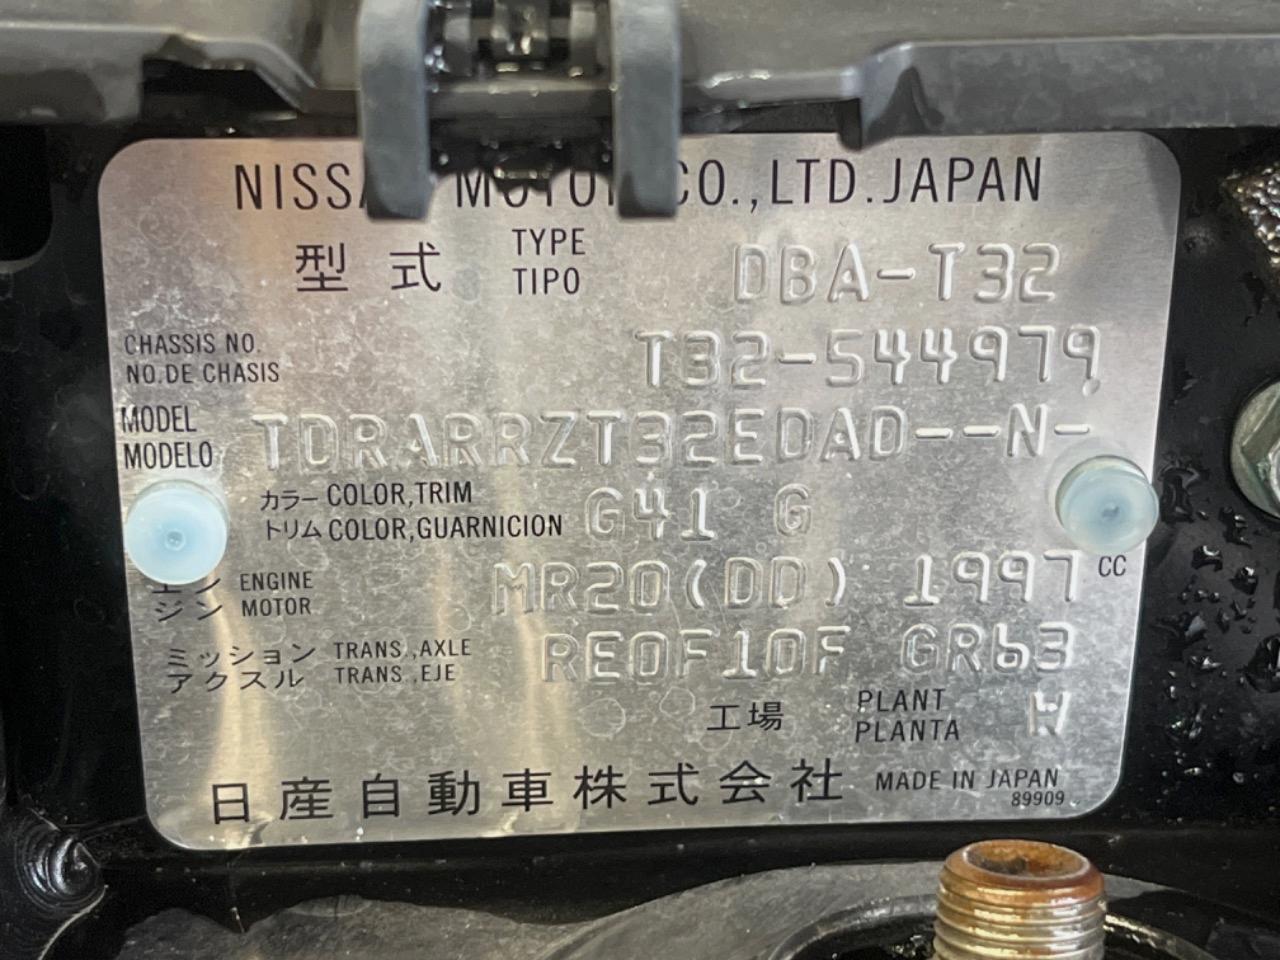 NISSAN MOTOR CO.,LTD.JAPAN
型式 TYPE TIPO DBA-T32
CHASSIS NO. NO.DE CHASIS T32-544979
MODEL MODELO TDRARRZT32EDAD--N-
カラー COLOR,TRIM
トリム COLOR,GUARNICION G41 G
エンジン ENGINE MOTOR MR20(DD) 1997 CC
ミッション TRANS.,AXLE
アクスル TRANS.,EJE RE0F10F GR63
工場 PLANT PLANTA W
日産自動車株式会社 MADE IN JAPAN
89909